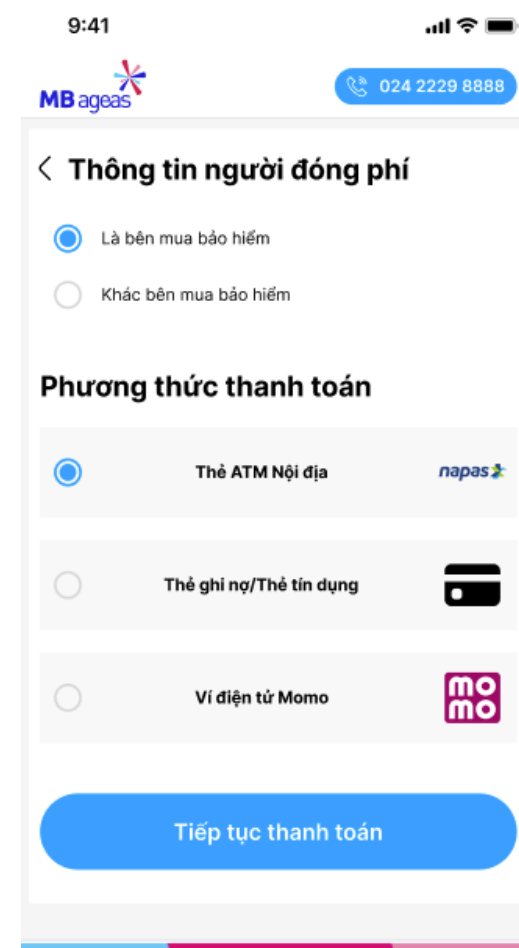 9:41
MB ageas
024 2229 8888
Thông tin người đóng phí
Là bên mua bảo hiểm
Khác bên mua bảo hiểm
Phương thức thanh toán
Thẻ ATM Nội địa
napas
Thẻ ghi nợ/Thẻ tín dụng
Ví điện tử Momo
mo
mo
Tiếp tục thanh toán